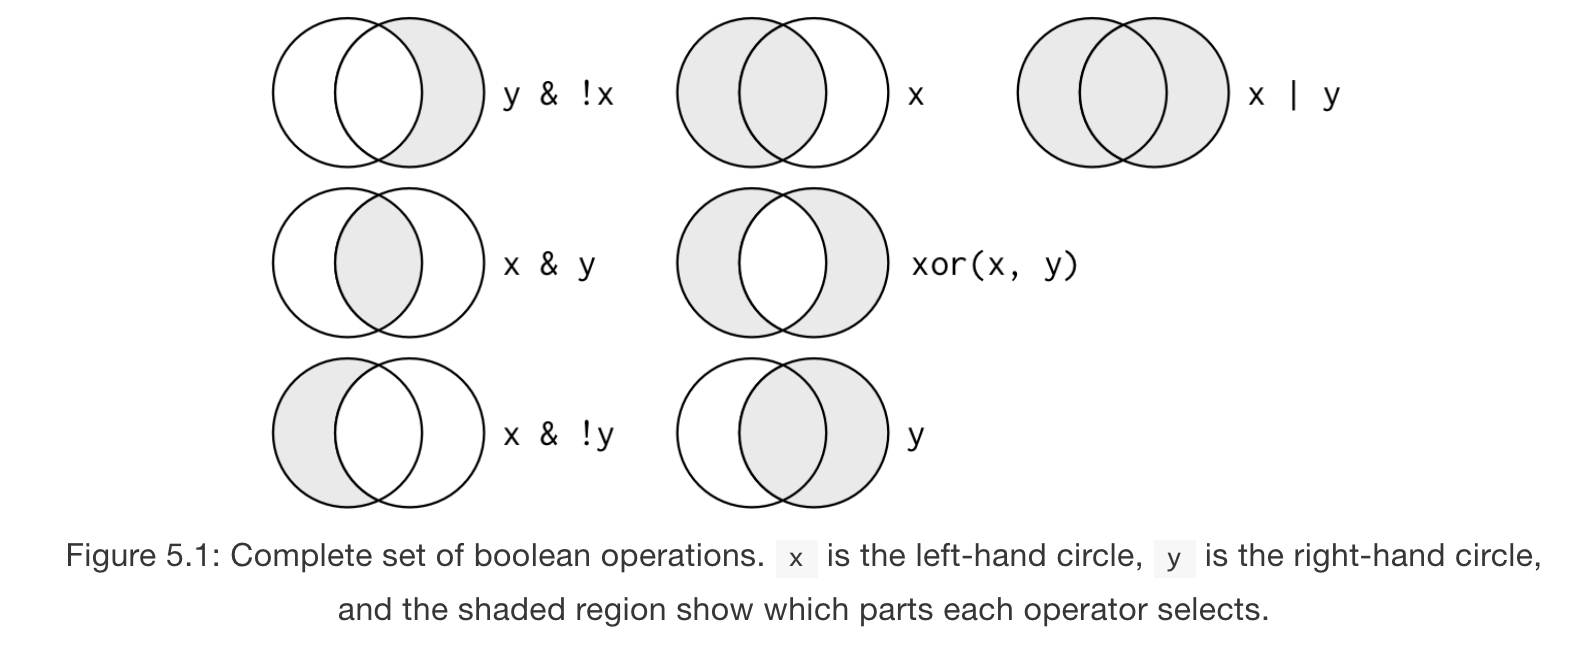 y & !x
x
x | y
x & y
xor(x, y)
x & !y
y
Figure 5.1: Complete set of boolean operations. x is the left-hand circle, y is the right-hand circle,
and the shaded region show which parts each operator selects.